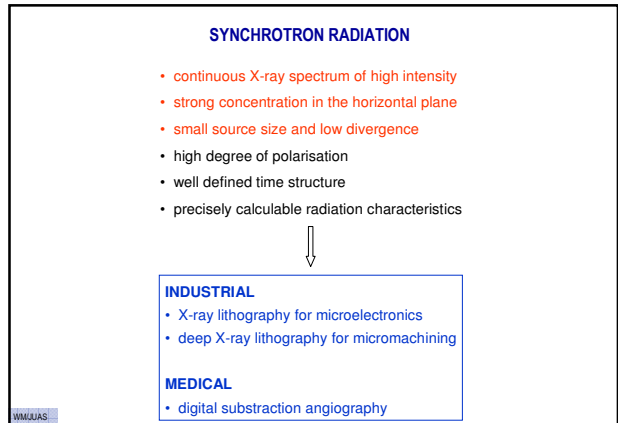 SYNCHROTRON RADIATION
• continuous X-ray spectrum of high intensity
• strong concentration in the horizontal plane
• small source size and low divergence
• high degree of polarisation
• well defined time structure
• precisely calculable radiation characteristics
INDUSTRIAL
• X-ray lithography for microelectronics
• deep X-ray lithography for micromachining
MEDICAL
• digital substraction angiography
WM/JUAS